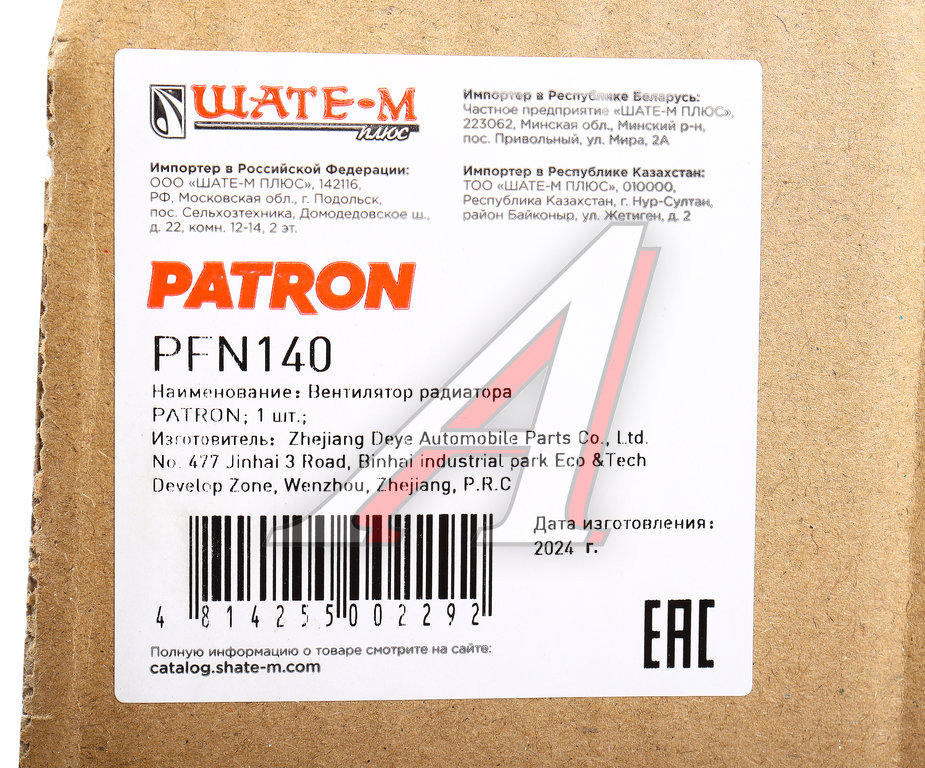 ШАТЕ-М
плюс
Импортер в Российской Федерации:
ООО «ШАТЕ-М ПЛЮС», 142116,
РФ, Московская обл., г. Подольск,
пос. Сельхозтехника, Домодедовское ш.,
д. 22, комн. 12-14, 2 эт.
Импортер в Республике Беларусь:
Частное предприятие «ШАТЕ-М ПЛЮС»,
223062, Минская обл., Минский р-н,
пос. Привольный, ул. Мира, 2А
Импортер в Республике Казахстан:
ТОО «ШАТЕ-М ПЛЮС», 010000,
Республика Казахстан, г. Нур-Султан,
район Байконыр, ул. Жетиген, д. 2
PATRON
PFN140
Наименование: Вентилятор радиатора
PATRON; 1 шт.;
Изготовитель: Zhejiang Deye Automobile Parts Co., Ltd.
No. 477 Jinhai 3 Road, Binhai industrial park Eco &Tech
Develop Zone, Wenzhou, Zhejiang, P.R.C
Дата изготовления:
2024 г.
4 814255 002292
EAC
Полную информацию о товаре смотрите на сайте:
catalog.shate-m.com